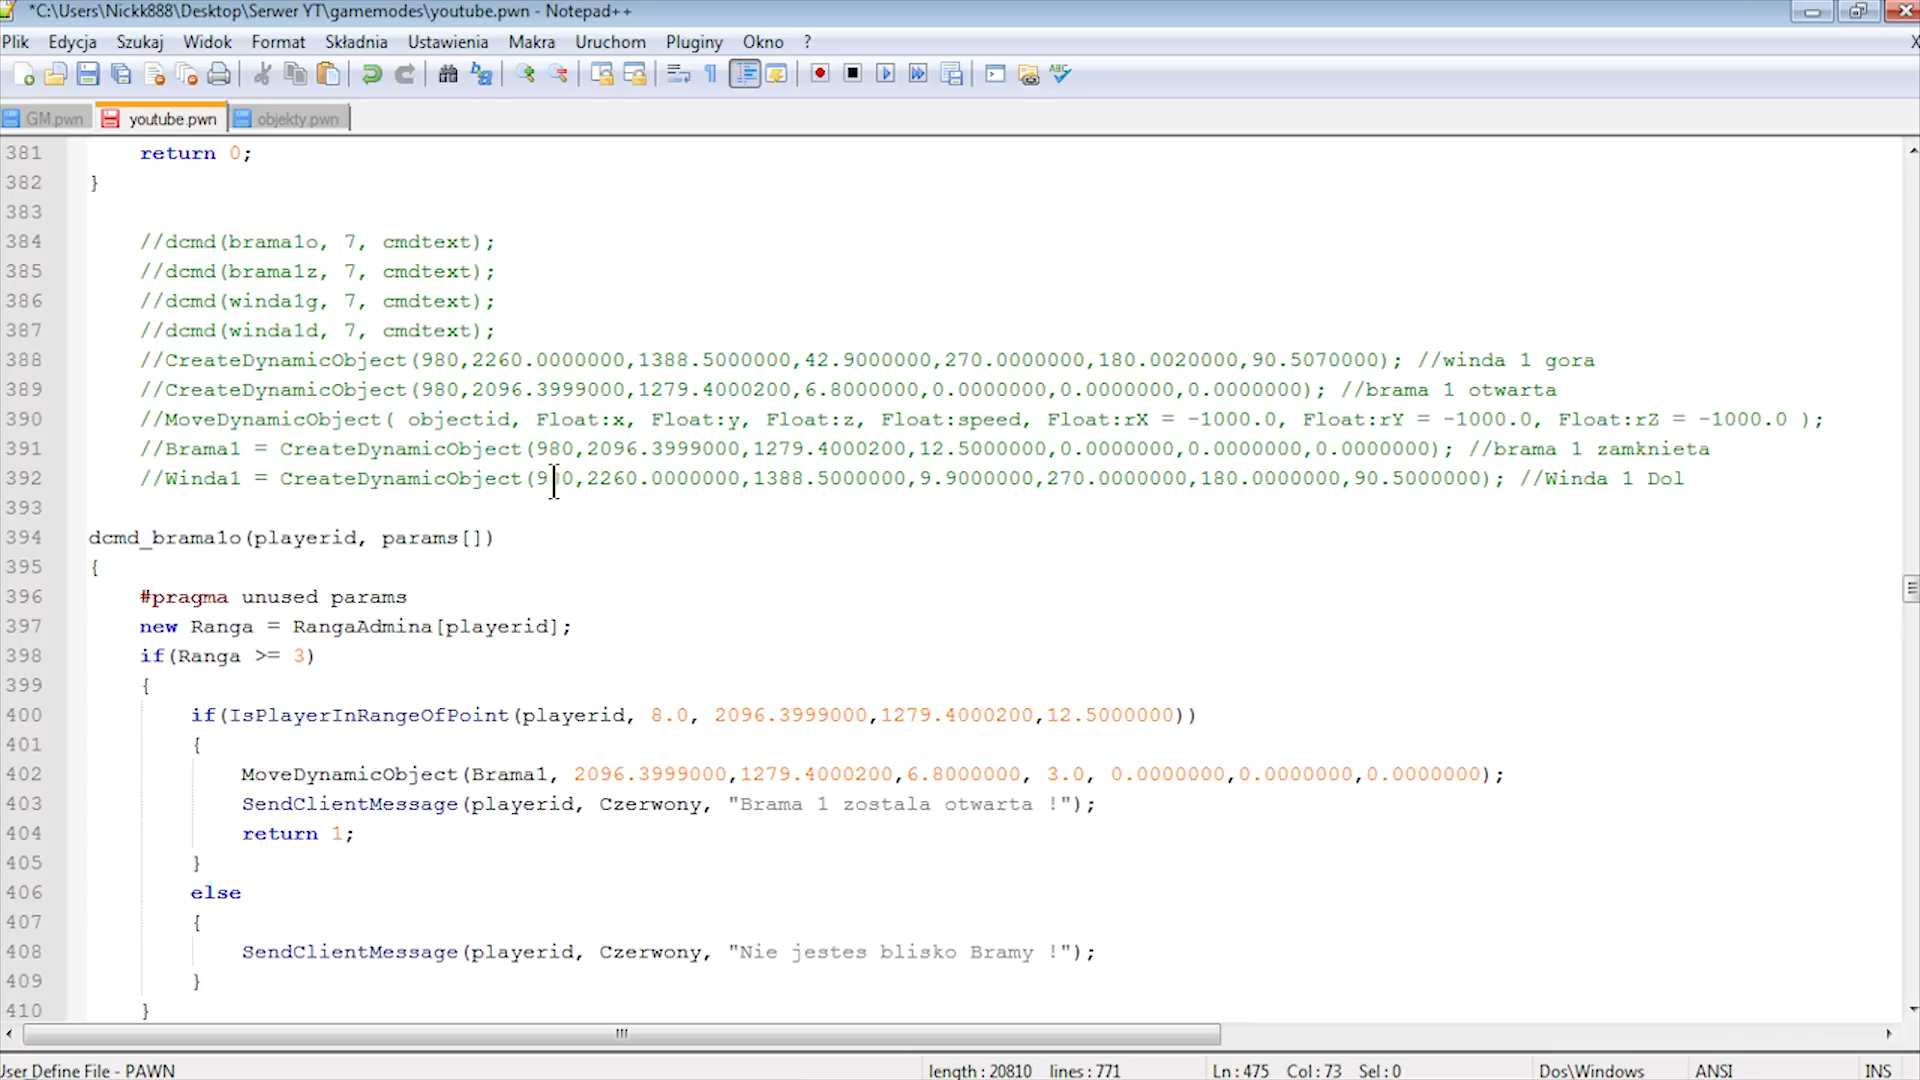 *C:\Users\Nickk888\Desktop\Serwer YT\gamemodes\youtube.pwn - Notepad++
Plik Edycja Szukaj Widok Format Składnia Ustawienia Makra Uruchom Pluginy Okno ? X
GM.pwn youtube.pwn objekty.pwn
381 return 0;
382 }
383
384 //dcmd(brama1o, 7, cmdtext);
385 //dcmd(brama1z, 7, cmdtext);
386 //dcmd(winda1g, 7, cmdtext);
387 //dcmd(winda1d, 7, cmdtext);
388 //CreateDynamicObject(980,2260.0000000,1388.5000000,42.9000000,270.0000000,180.0020000,90.5070000); //winda 1 gora
389 //CreateDynamicObject(980,2096.3999000,1279.4000200,6.8000000,0.0000000,0.0000000,0.0000000); //brama 1 otwarta
390 //MoveDynamicObject( objectid, Float:x, Float:y, Float:z, Float:speed, Float:rX = -1000.0, Float:rY = -1000.0, Float:rZ = -1000.0 );
391 //Brama1 = CreateDynamicObject(980,2096.3999000,1279.4000200,12.5000000,0.0000000,0.0000000,0.0000000); //brama 1 zamknieta
392 //Winda1 = CreateDynamicObject(980,2260.0000000,1388.5000000,9.9000000,270.0000000,180.0000000,90.5000000); //Winda 1 Dol
393
394 dcmd_brama1o(playerid, params[])
395 {
396 #pragma unused params
397 new Ranga = RangaAdmina[playerid];
398 if(Ranga >= 3)
399 {
400 if(IsPlayerInRangeOfPoint(playerid, 8.0, 2096.3999000,1279.4000200,12.5000000))
401 {
402 MoveDynamicObject(Brama1, 2096.3999000,1279.4000200,6.8000000, 3.0, 0.0000000,0.0000000,0.0000000);
403 SendClientMessage(playerid, Czerwony, "Brama 1 zostala otwarta !");
404 return 1;
405 }
406 else
407 {
408 SendClientMessage(playerid, Czerwony, "Nie jestes blisko Bramy !");
409 }
410 }
User Define File - PAWN length : 20810 lines : 771 Ln : 475 Col : 73 Sel : 0 Dos\Windows ANSI INS